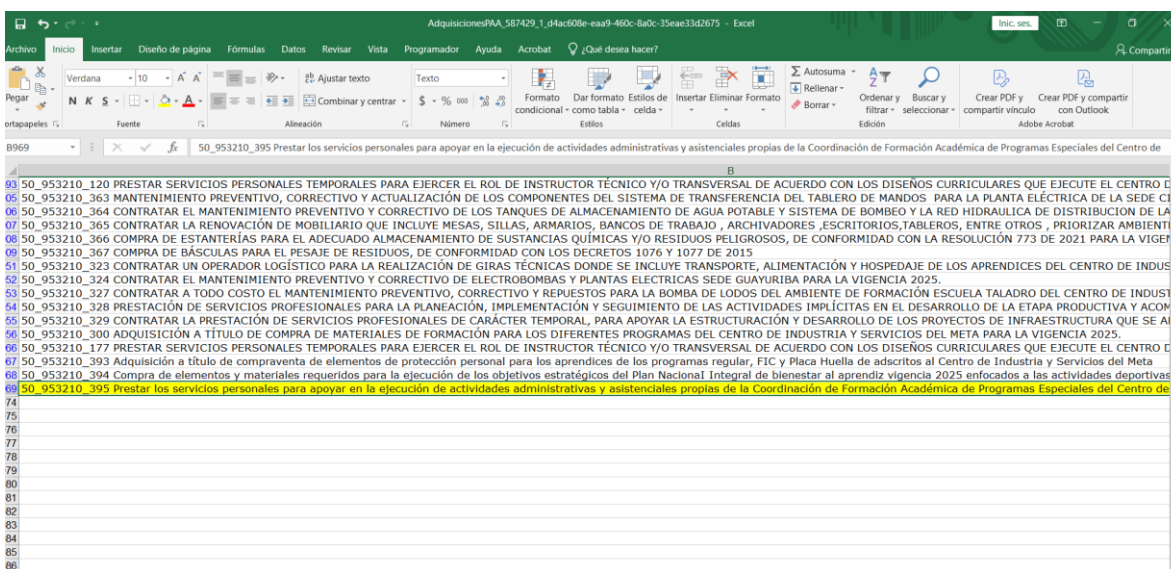 AdquisicionesPAA_587429_1_d4ac608e-eaa9-460c-8a0c-35eae33d2675 - Excel
Inic. ses.
Archivo Inicio Insertar Diseño de página Fórmulas Datos Revisar Vista Programador Ayuda Acrobat ¿Qué desea hacer? Compartir
Pegar
Verdana 10
N K S
Ajustar texto
Combinar y centrar
Texto
$ % 000
Formato condicional
Dar formato como tabla
Estilos de celda
Insertar Eliminar Formato
Autosuma
Rellenar
Borrar
Ordenar y filtrar
Buscar y seleccionar
Crear PDF y compartir vínculo
Crear PDF y compartir con Outlook
ortapapeles Fuente Alineación Número Estilos Celdas Edición Adobe Acrobat
B969 fx 50_953210_395 Prestar los servicios personales para apoyar en la ejecución de actividades administrativas y asistenciales propias de la Coordinación de Formación Académica de Programas Especiales del Centro de
B
93 50_953210_120 PRESTAR SERVICIOS PERSONALES TEMPORALES PARA EJERCER EL ROL DE INSTRUCTOR TÉCNICO Y/O TRANSVERSAL DE ACUERDO CON LOS DISEÑOS CURRICULARES QUE EJECUTE EL CENTRO D
05 50_953210_363 MANTENIMIENTO PREVENTIVO, CORRECTIVO Y ACTUALIZACIÓN DE LOS COMPONENTES DEL SISTEMA DE TRANSFERENCIA DEL TABLERO DE MANDOS PARA LA PLANTA ELÉCTRICA DE LA SEDE CI
06 50_953210_364 CONTRATAR EL MANTENIMIENTO PREVENTIVO Y CORRECTIVO DE LOS TANQUES DE ALMACENAMIENTO DE AGUA POTABLE Y SISTEMA DE BOMBEO Y LA RED HIDRAULICA DE DISTRIBUCION DE LA
07 50_953210_365 CONTRATAR LA RENOVACIÓN DE MOBILIARIO QUE INCLUYE MESAS, SILLAS, ARMARIOS, BANCOS DE TRABAJO , ARCHIVADORES ,ESCRITORIOS,TABLEROS, ENTRE OTROS , PRIORIZAR AMBIENTE
08 50_953210_366 COMPRA DE ESTANTERÍAS PARA EL ADECUADO ALMACENAMIENTO DE SUSTANCIAS QUÍMICAS Y/O RESIDUOS PELIGROSOS, DE CONFORMIDAD CON LA RESOLUCIÓN 773 DE 2021 PARA LA VIGEN
09 50_953210_367 COMPRA DE BÁSCULAS PARA EL PESAJE DE RESIDUOS, DE CONFORMIDAD CON LOS DECRETOS 1076 Y 1077 DE 2015
51 50_953210_323 CONTRATAR UN OPERADOR LOGÍSTICO PARA LA REALIZACIÓN DE GIRAS TÉCNICAS DONDE SE INCLUYE TRANSPORTE, ALIMENTACIÓN Y HOSPEDAJE DE LOS APRENDICES DEL CENTRO DE INDUS
52 50_953210_324 CONTRATAR EL MANTENIMIENTO PREVENTIVO Y CORRECTIVO DE ELECTROBOMBAS Y PLANTAS ELECTRICAS SEDE GUAYURIBA PARA LA VIGENCIA 2025.
53 50_953210_327 CONTRATAR A TODO COSTO EL MANTENIMIENTO PREVENTIVO, CORRECTIVO Y REPUESTOS PARA LA BOMBA DE LODOS DEL AMBIENTE DE FORMACIÓN ESCUELA TALADRO DEL CENTRO DE INDUST
54 50_953210_328 PRESTACIÓN DE SERVICIOS PROFESIONALES PARA LA PLANEACIÓN, IMPLEMENTACIÓN Y SEGUIMIENTO DE LAS ACTIVIDADES IMPLÍCITAS EN EL DESARROLLO DE LA ETAPA PRODUCTIVA Y ACOM
55 50_953210_329 CONTRATAR LA PRESTACIÓN DE SERVICIOS PROFESIONALES DE CARÁCTER TEMPORAL, PARA APOYAR LA ESTRUCTURACIÓN Y DESARROLLO DE LOS PROYECTOS DE INFRAESTRUCTURA QUE SE AD
56 50_953210_300 ADQUISICIÓN A TÍTULO DE COMPRA DE MATERIALES DE FORMACIÓN PARA LOS DIFERENTES PROGRAMAS DEL CENTRO DE INDUSTRIA Y SERVICIOS DEL META PARA LA VIGENCIA 2025.
66 50_953210_177 PRESTAR SERVICIOS PERSONALES TEMPORALES PARA EJERCER EL ROL DE INSTRUCTOR TÉCNICO Y/O TRANSVERSAL DE ACUERDO CON LOS DISEÑOS CURRICULARES QUE EJECUTE EL CENTRO D
67 50_953210_393 Adquisición a título de compraventa de elementos de protección personal para los aprendices de los programas regular, FIC y Placa Huella de adscritos al Centro de Industria y Servicios del Meta
68 50_953210_394 Compra de elementos y materiales requeridos para la ejecución de los objetivos estratégicos del Plan Nacional Integral de bienestar al aprendiz vigencia 2025 enfocados a las actividades deportivas
69 50_953210_395 Prestar los servicios personales para apoyar en la ejecución de actividades administrativas y asistenciales propias de la Coordinación de Formación Académica de Programas Especiales del Centro de
74
75
76
77
78
79
80
81
82
83
84
85
86